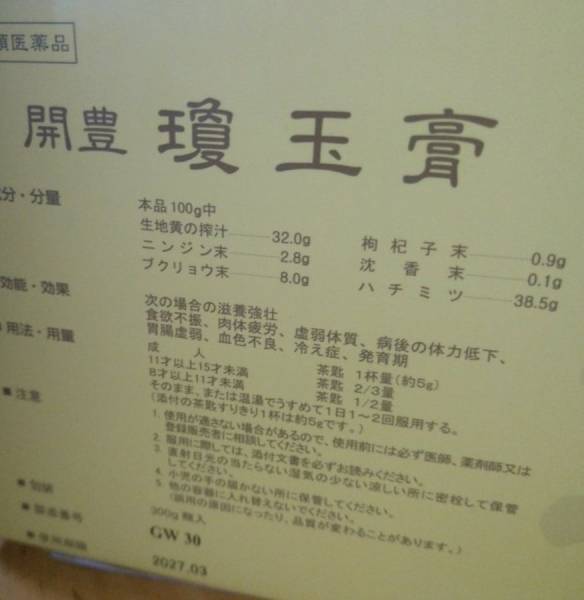 類医薬品
開豊 瓊玉膏
分・分量
本品100g中
生地黄の搾汁 32.0g
ニンジン末 2.8g
ブクリョウ末 8.0g
枸杞子末 0.9g
沈香末 0.1g
ハチミツ 38.5g
効能・効果
次の場合の滋養強壮
食欲不振、肉体疲労、虚弱体質、病後の体力低下、
胃腸虚弱、血色不良、冷え症、発育期
用法・用量
成人 茶匙 1杯量(約5g)
11才以上15才未満 茶匙 2/3量
8才以上11才未満 茶匙 1/2量
そのまま、または温湯でうすめて1日1〜2回服用する。
(添付の茶匙すりきり1杯は約5gです。)
■注意
1. 使用が適さない場合があるので、使用前には必ず医師、薬剤師又は
登録販売者に相談してください。
2. 服用に際しては、添付文書を必ずお読みください。
3. 直射日光の当たらない湿気の少ない涼しい所に密栓して保管
してください。
4. 小児の手の届かない所に保管してください。
5. 他の容器に入れ替えないでください。
(誤用の原因になったり、品質が変わることがあります。)
■包装
300g 瓶入
■製造番号
GW 30
■使用期限
2027.03